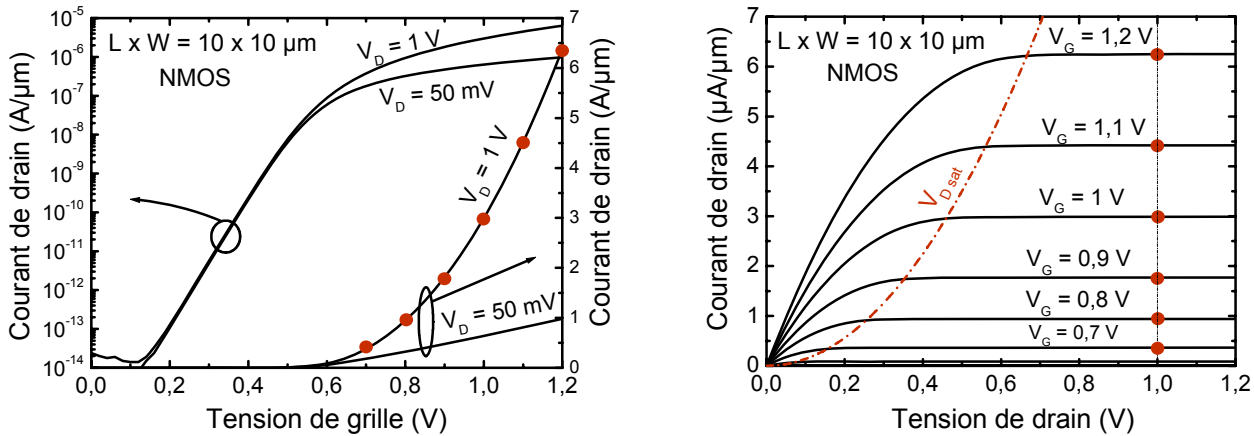 L x W = 10 x 10 µm
NMOS
V_D = 1 V
V_D = 50 mV
V_D = 1 V
V_D = 50 mV
Courant de drain (A/µm)
10^-5
10^-6
10^-7
10^-8
10^-9
10^-10
10^-11
10^-12
10^-13
10^-14
Courant de drain (A/µm)
7
6
5
4
3
2
1
0
0,0 0,2 0,4 0,6 0,8 1,0 1,2
Tension de grille (V)
L x W = 10 x 10 µm
NMOS
V_G = 1,2 V
V_G = 1,1 V
V_G = 1 V
V_G = 0,9 V
V_G = 0,8 V
V_G = 0,7 V
V_D sat
Courant de drain (µA/µm)
7
6
5
4
3
2
1
0
0,0 0,2 0,4 0,6 0,8 1,0 1,2
Tension de drain (V)